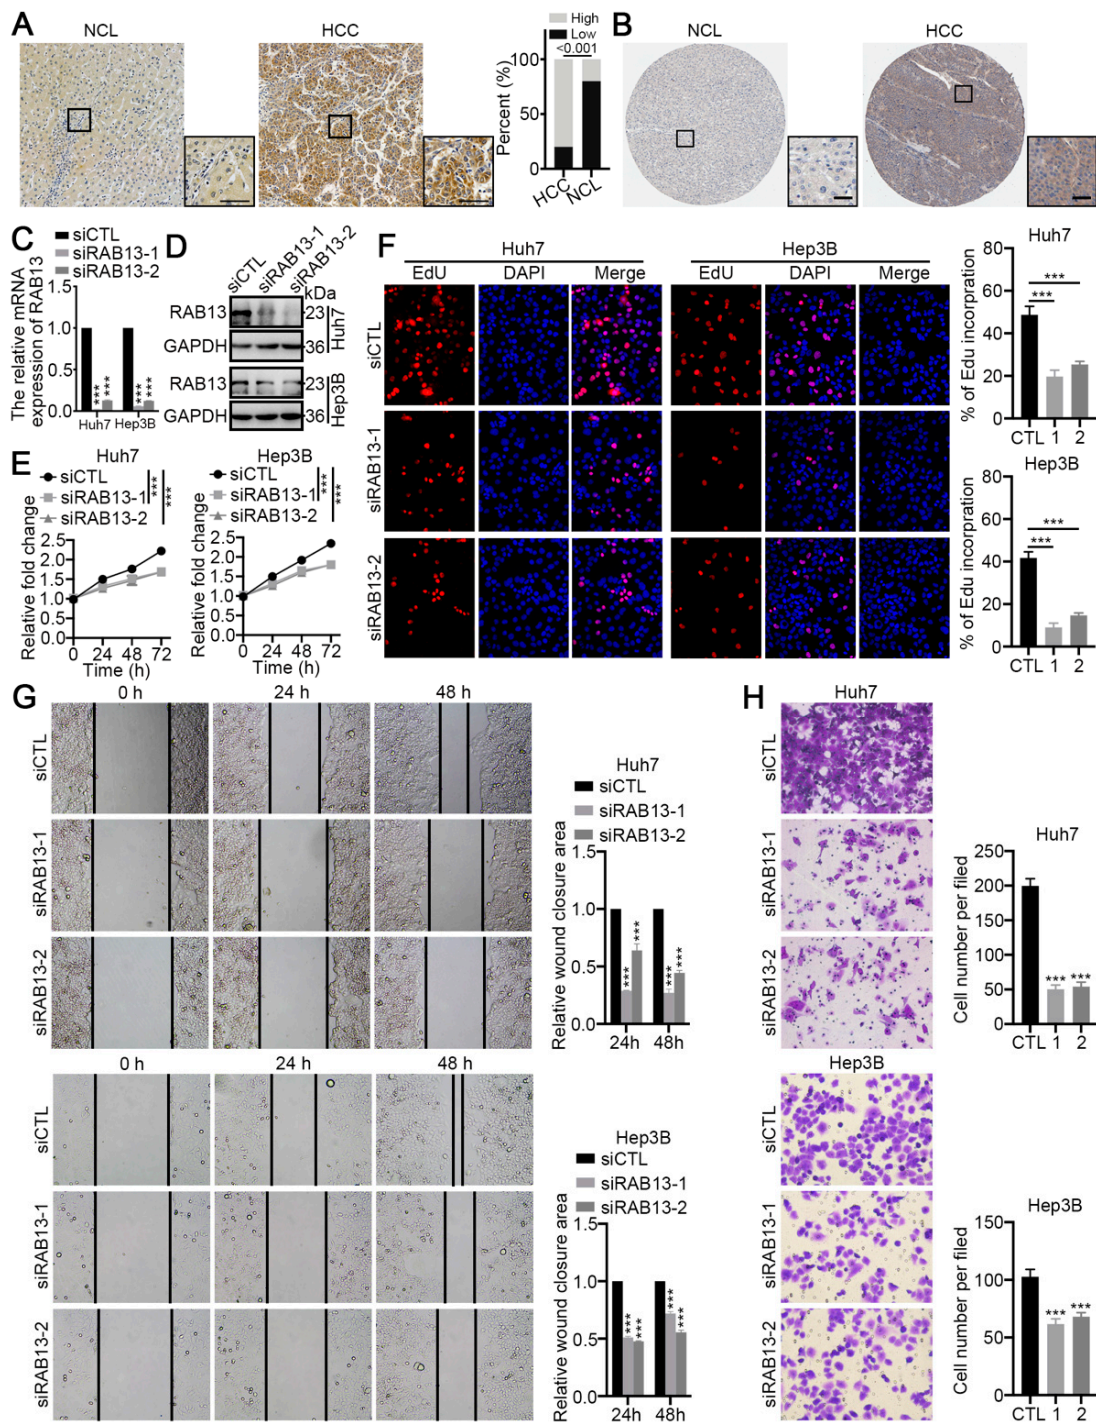 A
NCL
HCC
High
Low
<0.001
Percent (%)
100
50
0
HCC
NCL
B
NCL
HCC
C
siCTL
siRAB13-1
siRAB13-2
The relative mRNA
expression of RAB13
1.5
1.0
0.5
0.0
***
***
***
***
Huh7
Hep3B
D
siCTL
siRAB13-1
siRAB13-2
kDa
RAB13
23
GAPDH
36
Huh7
RAB13
23
GAPDH
36
Hep3B
E
Huh7
siCTL
siRAB13-1
siRAB13-2
***
***
Relative fold change
2.5
2.0
1.5
1.0
0.5
0.0
0 24 48 72
Time (h)
Hep3B
siCTL
siRAB13-1
siRAB13-2
***
***
Relative fold change
2.5
2.0
1.5
1.0
0.5
0.0
0 24 48 72
Time (h)
F
Huh7
Hep3B
EdU DAPI Merge
EdU DAPI Merge
siCTL
siRAB13-1
siRAB13-2
Huh7
% of Edu incorpration
80
60
40
20
0
***
***
CTL 1 2
Hep3B
% of Edu incorpration
80
60
40
20
0
***
***
CTL 1 2
G
0 h
24 h
48 h
siCTL
siRAB13-1
siRAB13-2
Huh7
siCTL
siRAB13-1
siRAB13-2
Relative wound closure area
1.5
1.0
0.5
0.0
***
***
***
***
24h 48h
0 h
24 h
48 h
siCTL
siRAB13-1
siRAB13-2
Hep3B
siCTL
siRAB13-1
siRAB13-2
Relative wound closure area
1.5
1.0
0.5
0.0
***
***
***
***
24h 48h
H
Huh7
siCTL
siRAB13-1
siRAB13-2
Huh7
Cell number per filed
250
200
150
100
50
0
***
***
CTL 1 2
Hep3B
siCTL
siRAB13-1
siRAB13-2
Hep3B
Cell number per filed
150
100
50
0
***
***
CTL 1 2